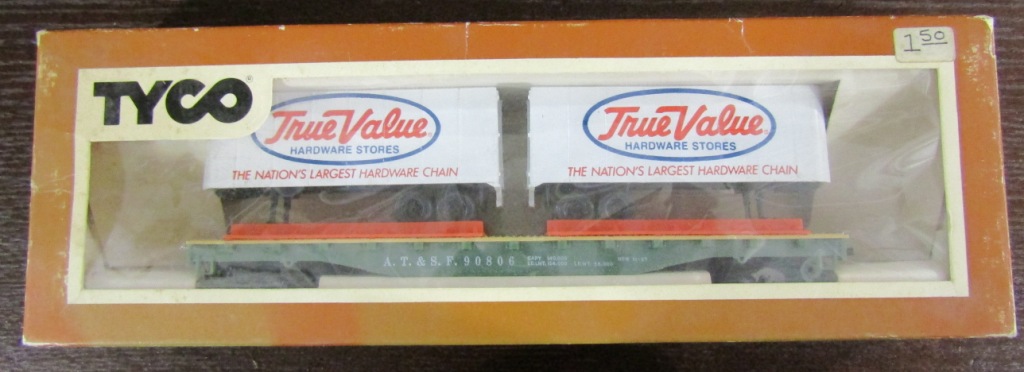 1 50
TYCO®
True Value®
HARDWARE STORES
THE NATION'S LARGEST HARDWARE CHAIN
True Value®
HARDWARE STORES
THE NATION'S LARGEST HARDWARE CHAIN
A.T.&S.F. 90806